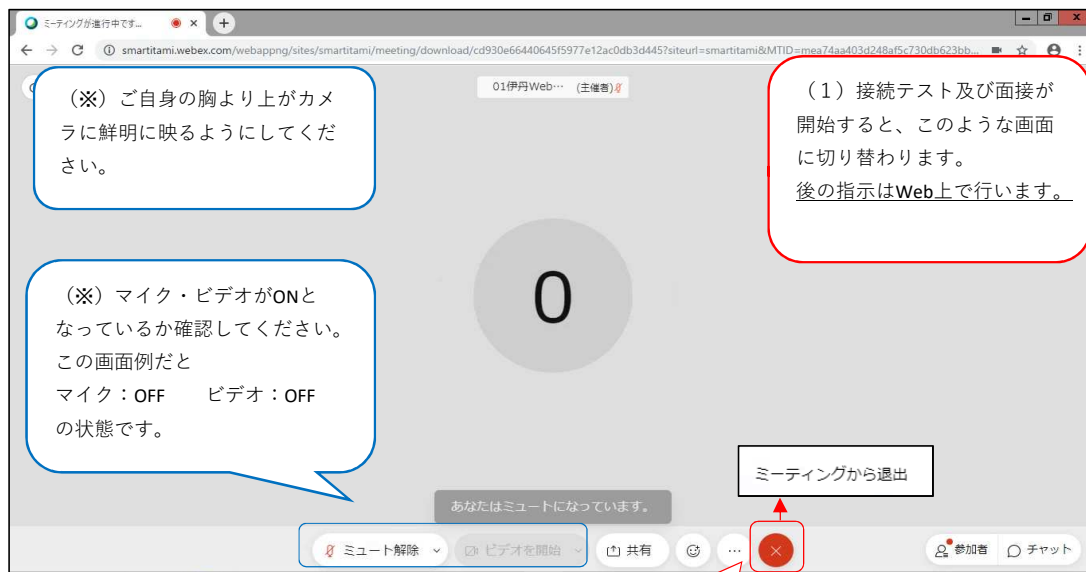 ミーティングが進行中です...
smartitami.webex.com/webappng/sites/smartitami/meeting/download/cd930e66440645f5977e12ac0db3d445?siteurl=smartitami&MTID=mea74aa403d248af5c730db623bb...
01伊丹Web… (主催者)
(※)ご自身の胸より上がカメ
ラに鮮明に映るようにしてくだ
さい。
(1)接続テスト及び面接が
開始すると、このような画面
に切り替わります。
後の指示はWeb上で行います。
0
(※)マイク・ビデオがONと
なっているか確認してください。
この画面例だと
マイク:OFF ビデオ:OFF
の状態です。
ミーティングから退出
あなたはミュートになっています。
ミュート解除
ビデオを開始
共有
参加者
チャット